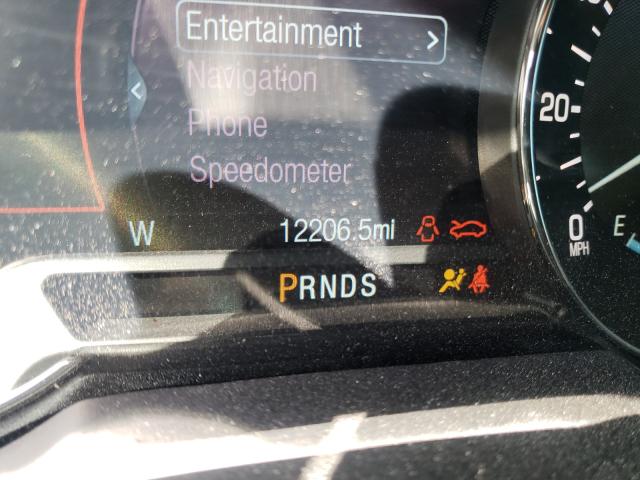 Entertainment
Navigation
Phone
Speedometer
W 12206.5mi
PRNDS
20
0
MPH
E